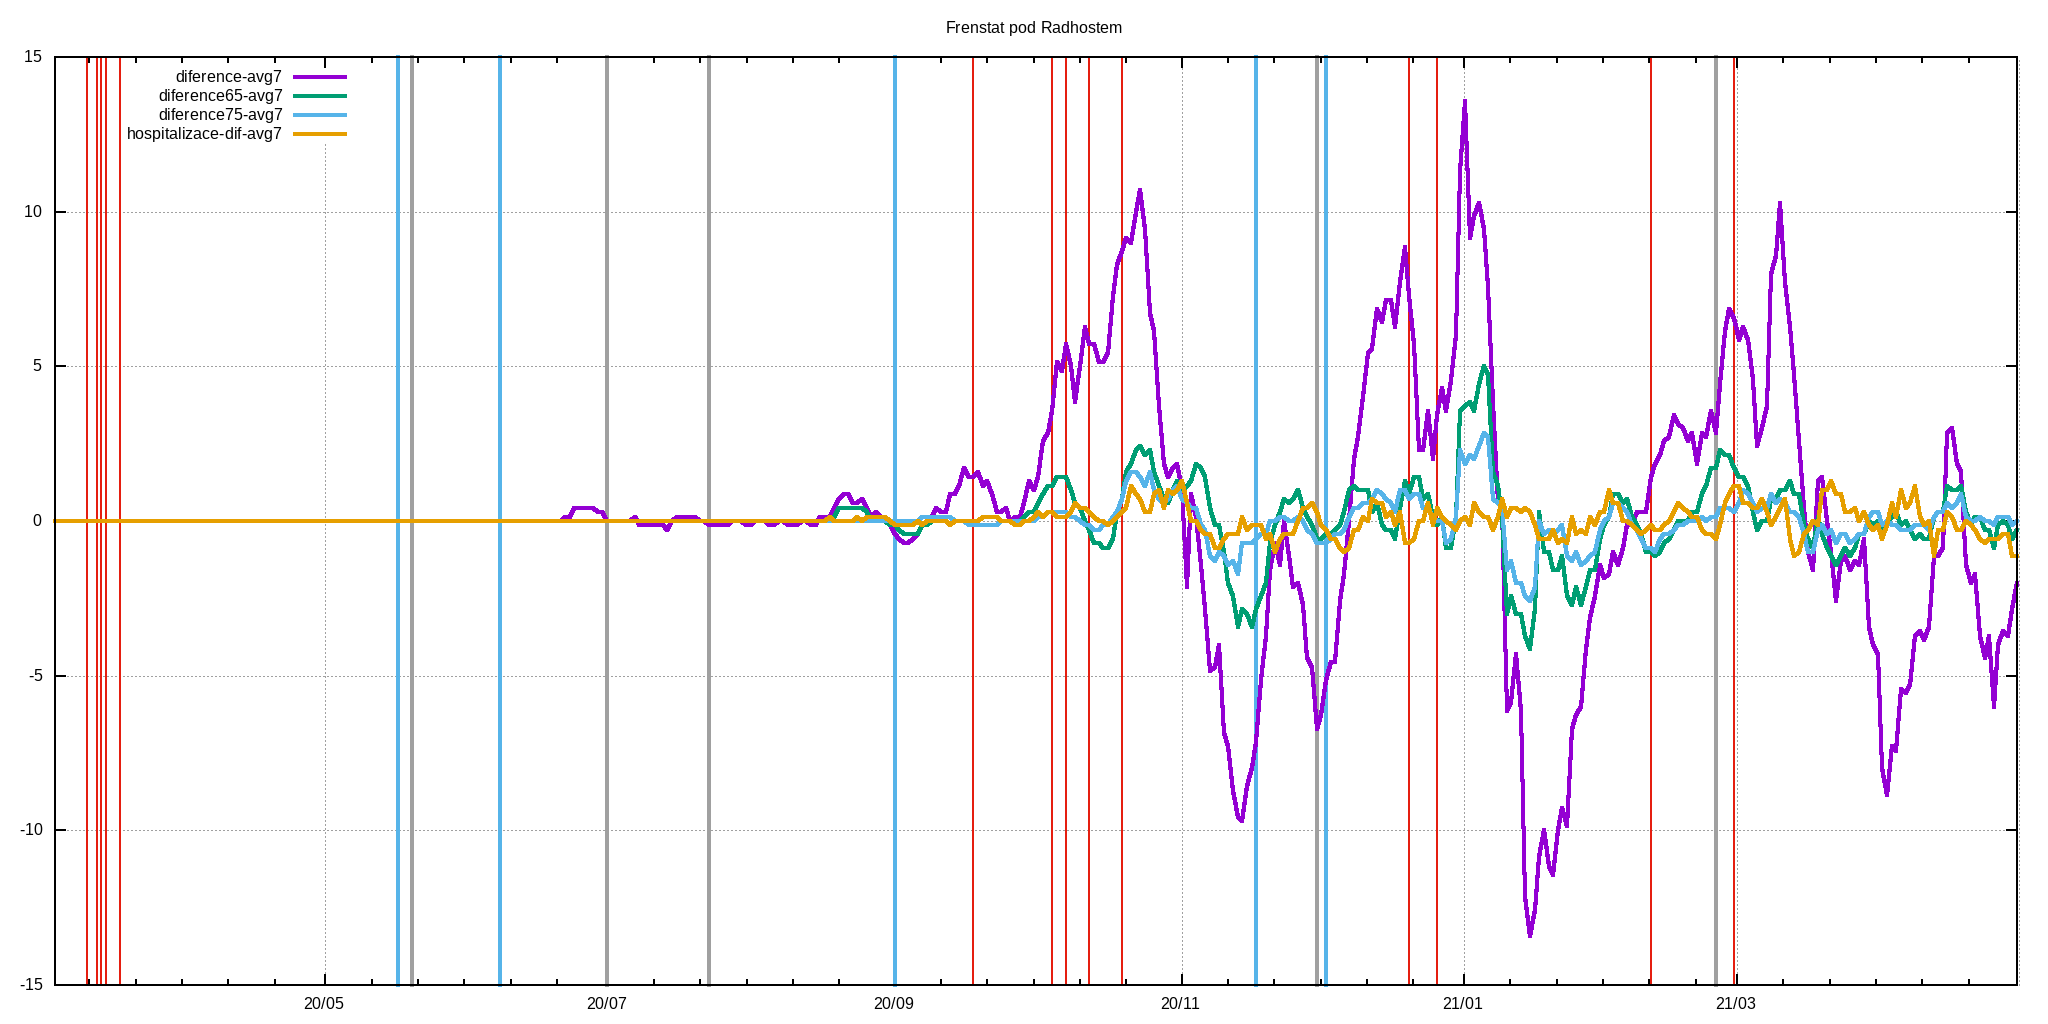 Frenstat pod Radhostem
diference-avg7
diference65-avg7
diference75-avg7
hospitalizace-dif-avg7
15
10
5
0
-5
-10
-15
20/05
20/07
20/09
20/11
21/01
21/03